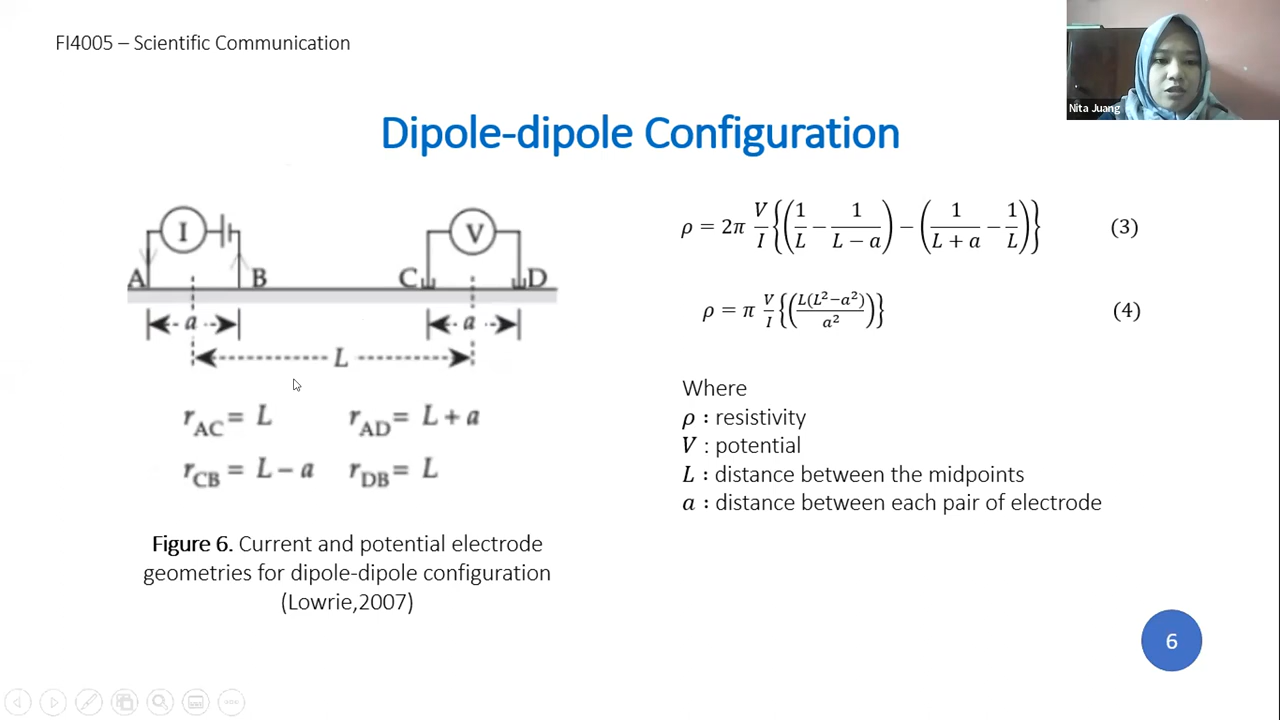 FI4005 – Scientific Communication
Nita Juang
Dipole-dipole Configuration
I
V
A
B
C
D
a
a
L
r_AC = L
r_AD = L + a
r_CB = L – a
r_DB = L
Figure 6. Current and potential electrode
geometries for dipole-dipole configuration
(Lowrie,2007)
ρ = 2π V/I {(1/L − 1/(L − a)) − (1/(L + a) − 1/L)} (3)
ρ = π V/I {(L(L²−a²)/a²)} (4)
Where
ρ : resistivity
V : potential
L : distance between the midpoints
a : distance between each pair of electrode
6